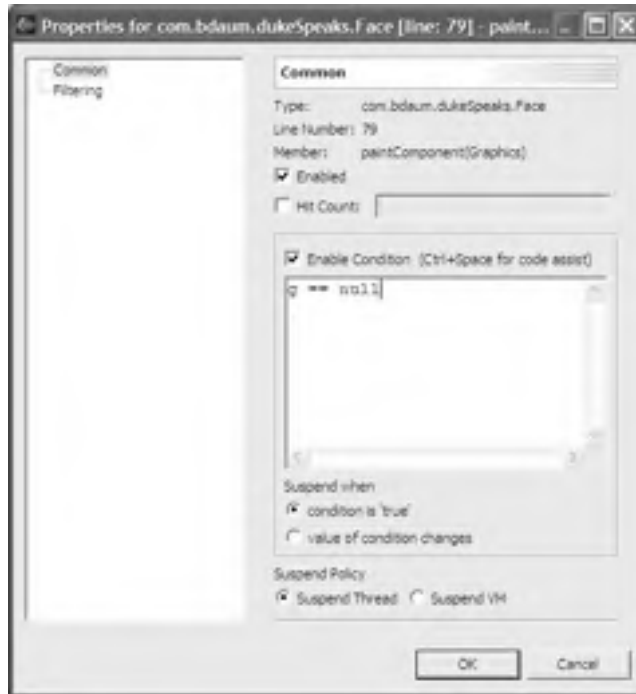 Properties for com.bdaum.dukeSpeaks.Face [line: 79] - paint...
Common
Filtering
Common
Type: com.bdaum.dukeSpeaks.Face
Line Number: 79
Member: paintComponent(Graphics)
Enabled
Hit Count:
Enable Condition (Ctrl+Space for code assist)
g == null
Suspend when
condition is 'true'
value of condition changes
Suspend Policy
Suspend Thread Suspend VM
OK Cancel